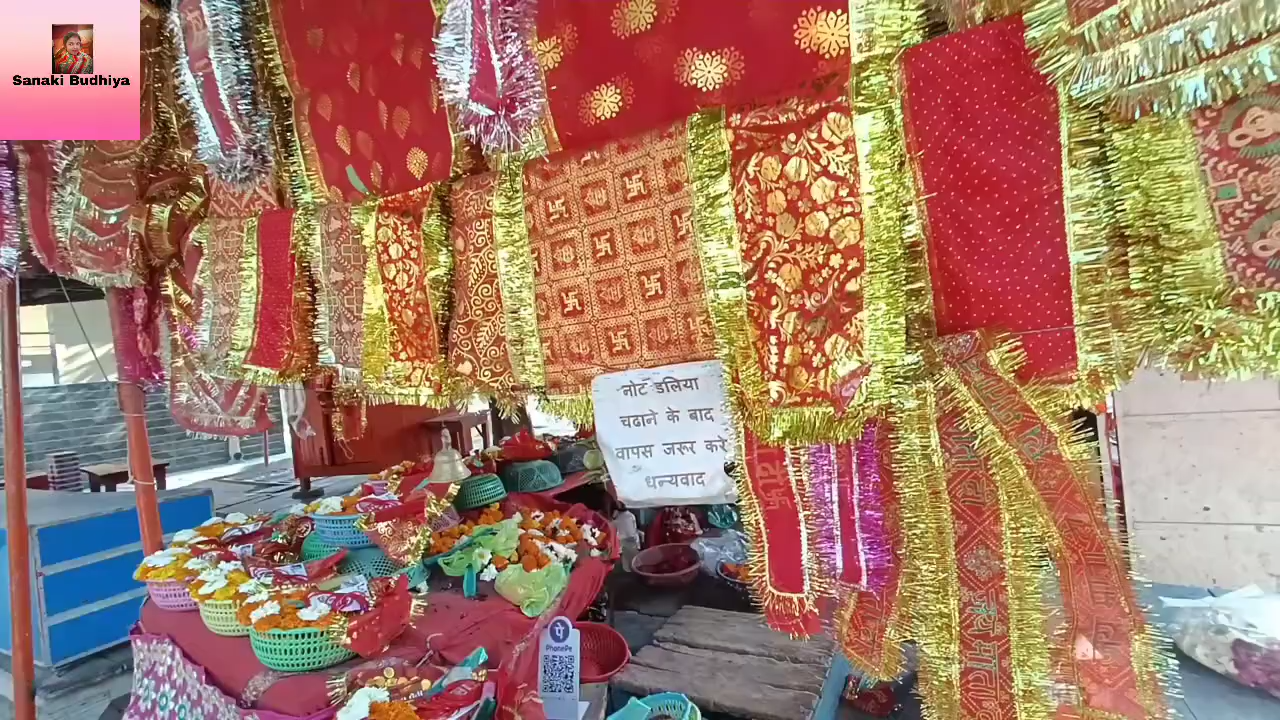 Sanaki Budhiya
नोट डलिया
चढाने के बाद
वापस जरूर करे
धन्यवाद
PhonePe